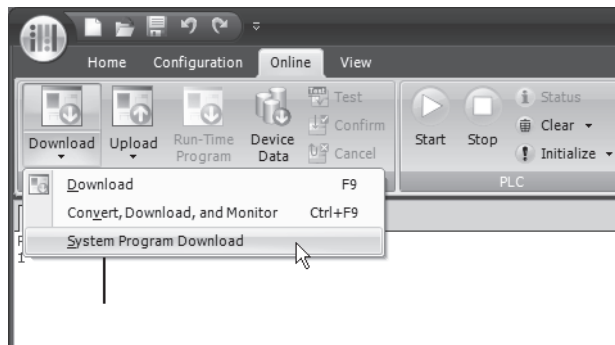 Home Configuration Online View
Download Upload Run-Time Program Device Data
Test
Confirm
Cancel
Start Stop
Status
Clear
Initialize
PLC
Download F9
Convert, Download, and Monitor Ctrl+F9
System Program Download
1